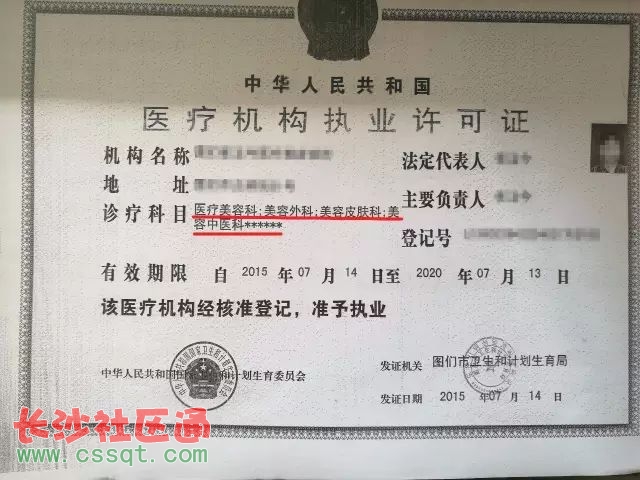 中华人民共和国
医疗机构执业许可证
机构名称
法定代表人
地 址
主要负责人
诊疗科目 医疗美容科;美容外科;美容皮肤科;美
容中医科******
登记号
有效期限 自 2015 年 07 月 14 日至 2020 年 07 月 13 日
该医疗机构经核准登记，准予执业
中华人民共和国国家卫生和计划生育委员会
发证机关 图们市卫生和计划生育局
发证日期 2015 年 07 月 14 日
长沙社区通
www.cssqt.com